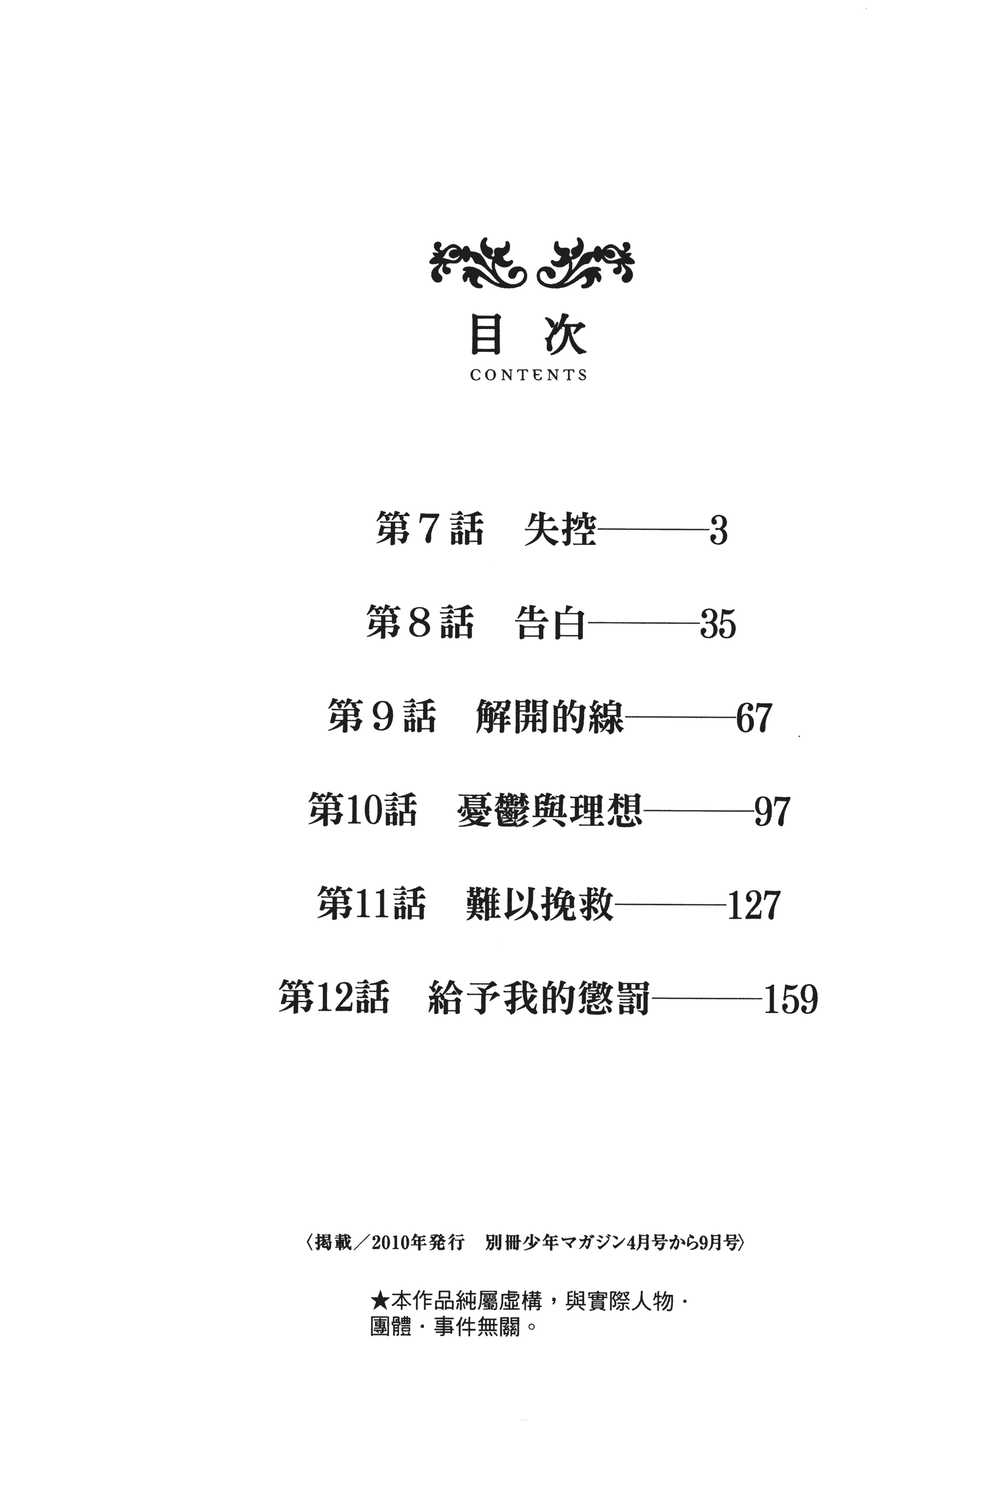 目 次
CONTENTS
第7話 失控———3
第8話 告白———35
第9話 解開的線———67
第10話 憂鬱與理想———97
第11話 難以挽救———127
第12話 給予我的懲罰———159
〈掲載／2010年発行 別冊少年マガジン4月号から9月号〉
★本作品純屬虛構，與實際人物．
團體．事件無關。